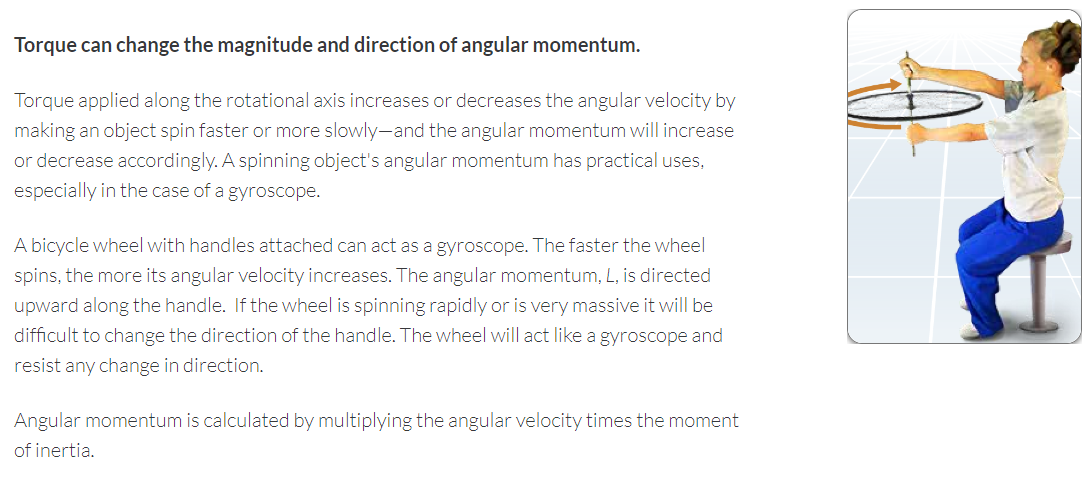 Torque can change the magnitude and direction of angular momentum.
Torque applied along the rotational axis increases or decreases the angular velocity by
making an object spin faster or more slowly—and the angular momentum will increase
or decrease accordingly. A spinning object's angular momentum has practical uses,
especially in the case of a gyroscope.
A bicycle wheel with handles attached can act as a gyroscope. The faster the wheel
spins, the more its angular velocity increases. The angular momentum, L, is directed
upward along the handle.  If the wheel is spinning rapidly or is very massive it will be
difficult to change the direction of the handle. The wheel will act like a gyroscope and
resist any change in direction.
Angular momentum is calculated by multiplying the angular velocity times the moment
of inertia.